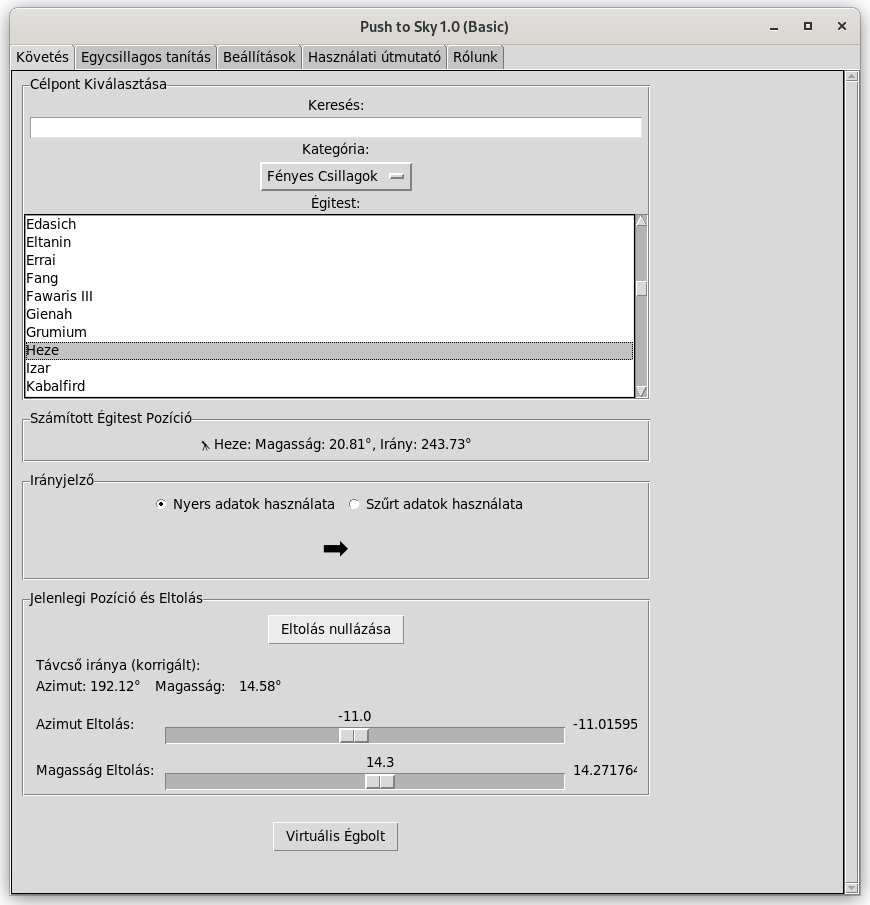 Push to Sky 1.0 (Basic)
Követés Egycsillagos tanítás Beállítások Használati útmutató Rólunk
Célpont Kiválasztása
Keresés:
Kategória:
Fényes Csillagok
Égitest:
Edasich
Eltanin
Errai
Fang
Fawaris III
Gienah
Grumium
Heze
Izar
Kabalfird
Számított Égitest Pozíció
Heze: Magasság: 20.81°, Irány: 243.73°
Irányjelző
Nyers adatok használata Szűrt adatok használata
Jelenlegi Pozíció és Eltolás
Eltolás nullázása
Távcső iránya (korrigált):
Azimut: 192.12° Magasság: 14.58°
-11.0
Azimut Eltolás: -11.01595
14.3
Magasság Eltolás: 14.271764
Virtuális Égbolt